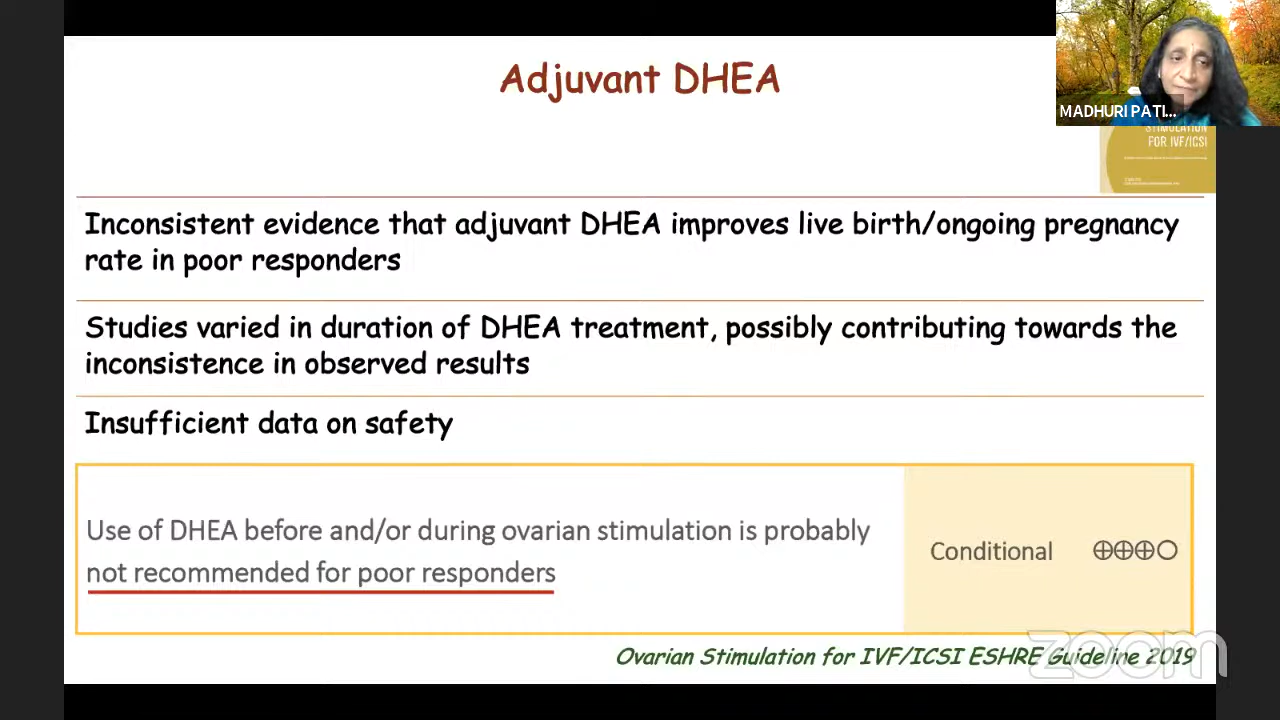 Adjuvant DHEA
MADHURI PATI...
STIMULATION
FOR IVF/ICSI
Inconsistent evidence that adjuvant DHEA improves live birth/ongoing pregnancy
rate in poor responders
Studies varied in duration of DHEA treatment, possibly contributing towards the
inconsistence in observed results
Insufficient data on safety
Use of DHEA before and/or during ovarian stimulation is probably
not recommended for poor responders
Conditional ⊕⊕⊕○
Ovarian Stimulation for IVF/ICSI ESHRE Guideline 2019
zoom